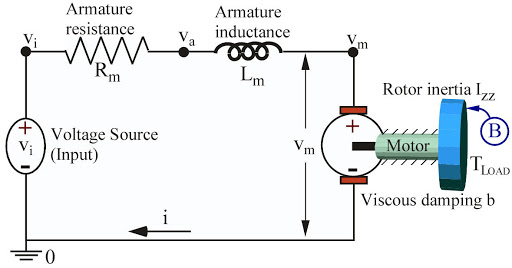 Armature
resistance
Armature
inductance
vi
va
vm
Rm
Lm
Rotor inertia Izz
B
+
vi
-
Voltage Source
(Input)
vm
+
-
Motor
TLOAD
Viscous damping b
i
0